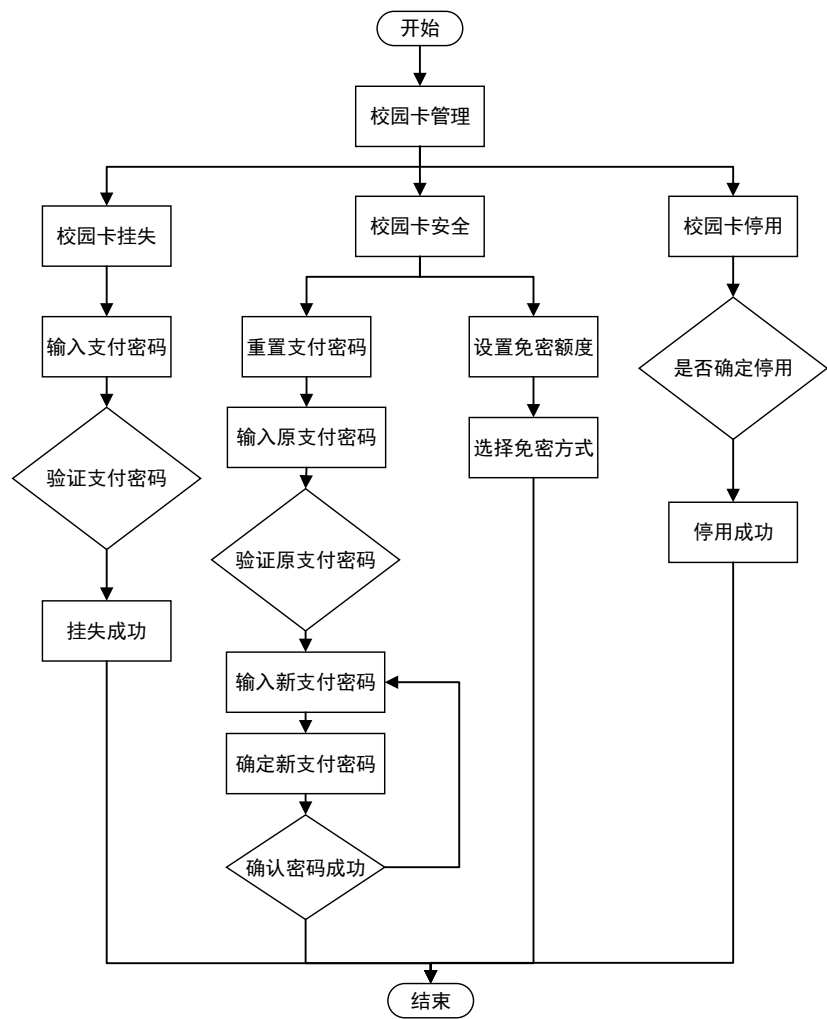 开始
校园卡管理
校园卡挂失
校园卡安全
校园卡停用
输入支付密码
重置支付密码
设置免密额度
是否确定停用
输入原支付密码
选择免密方式
验证支付密码
停用成功
验证原支付密码
挂失成功
输入新支付密码
确定新支付密码
确认密码成功
结束